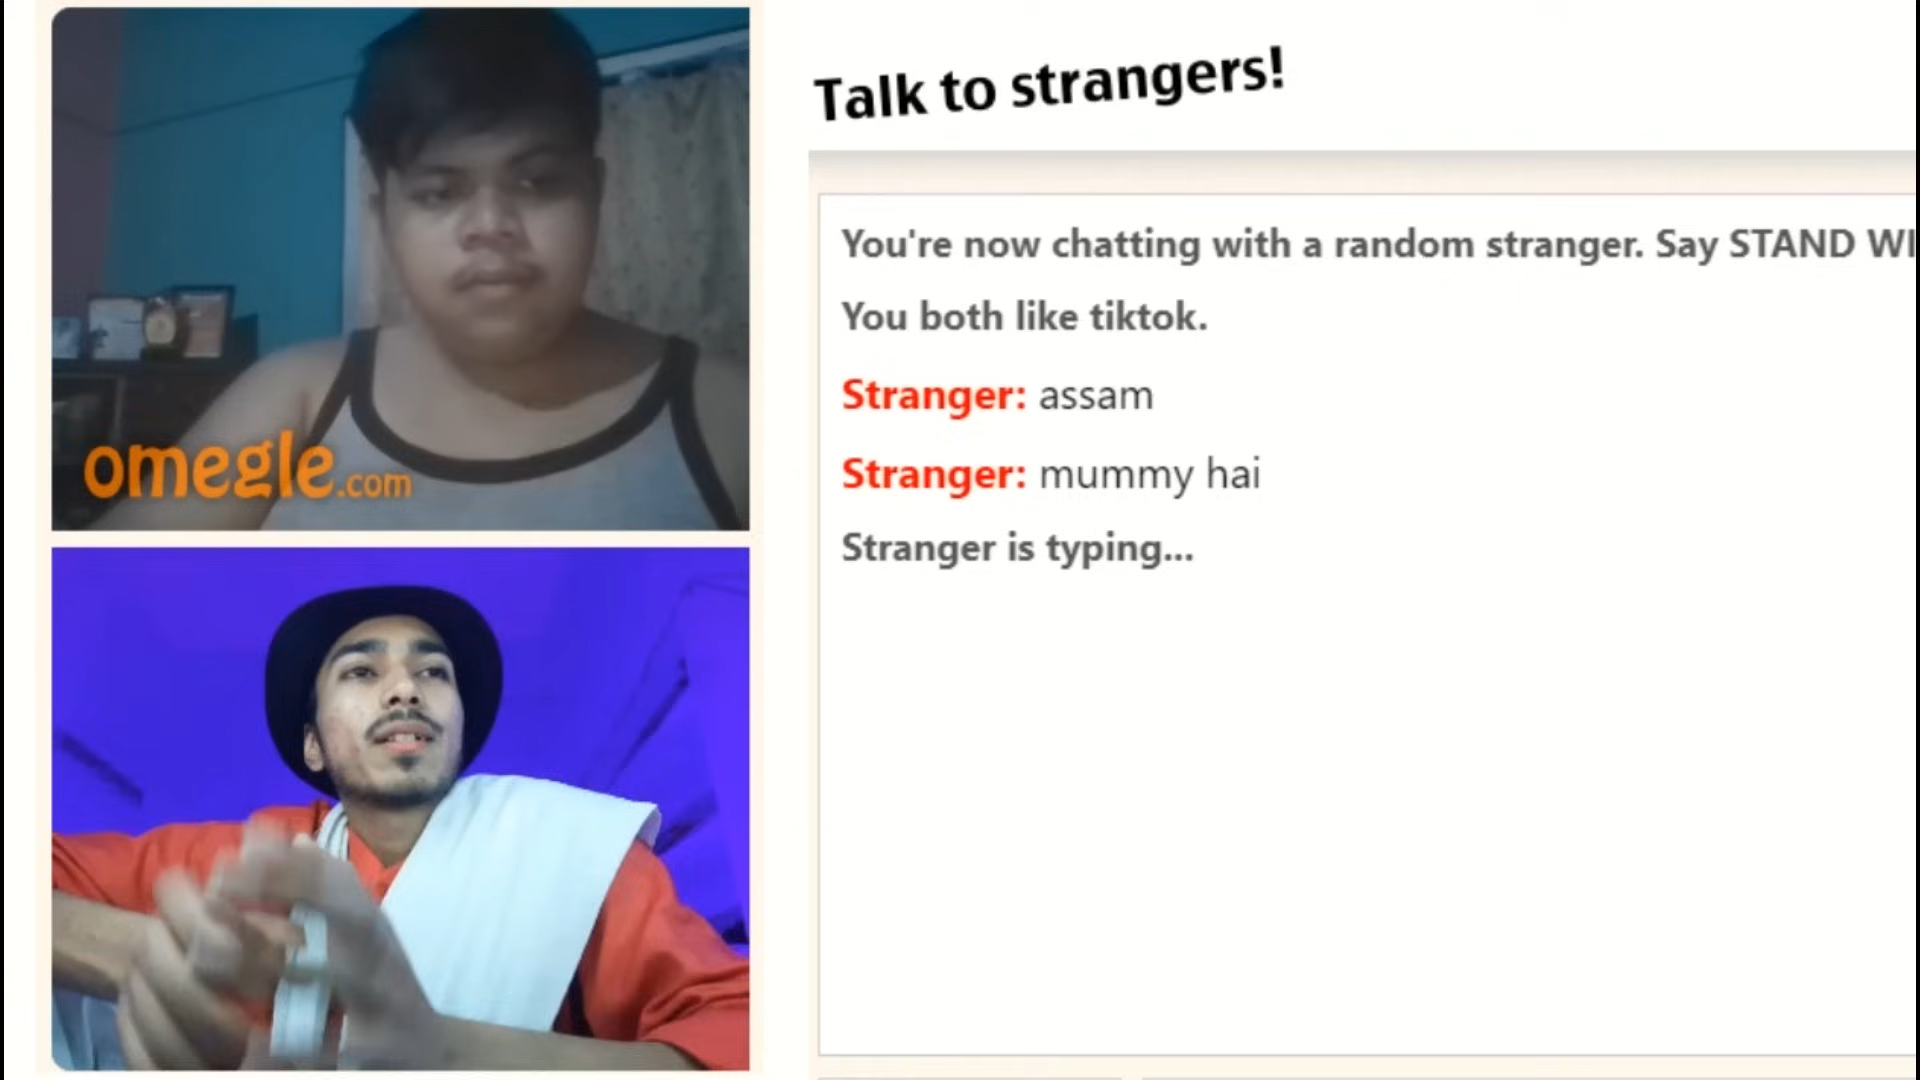 Talk to strangers!
You're now chatting with a random stranger. Say STAND WI
You both like tiktok.
Stranger: assam
Stranger: mummy hai
Stranger is typing...
omegle.com